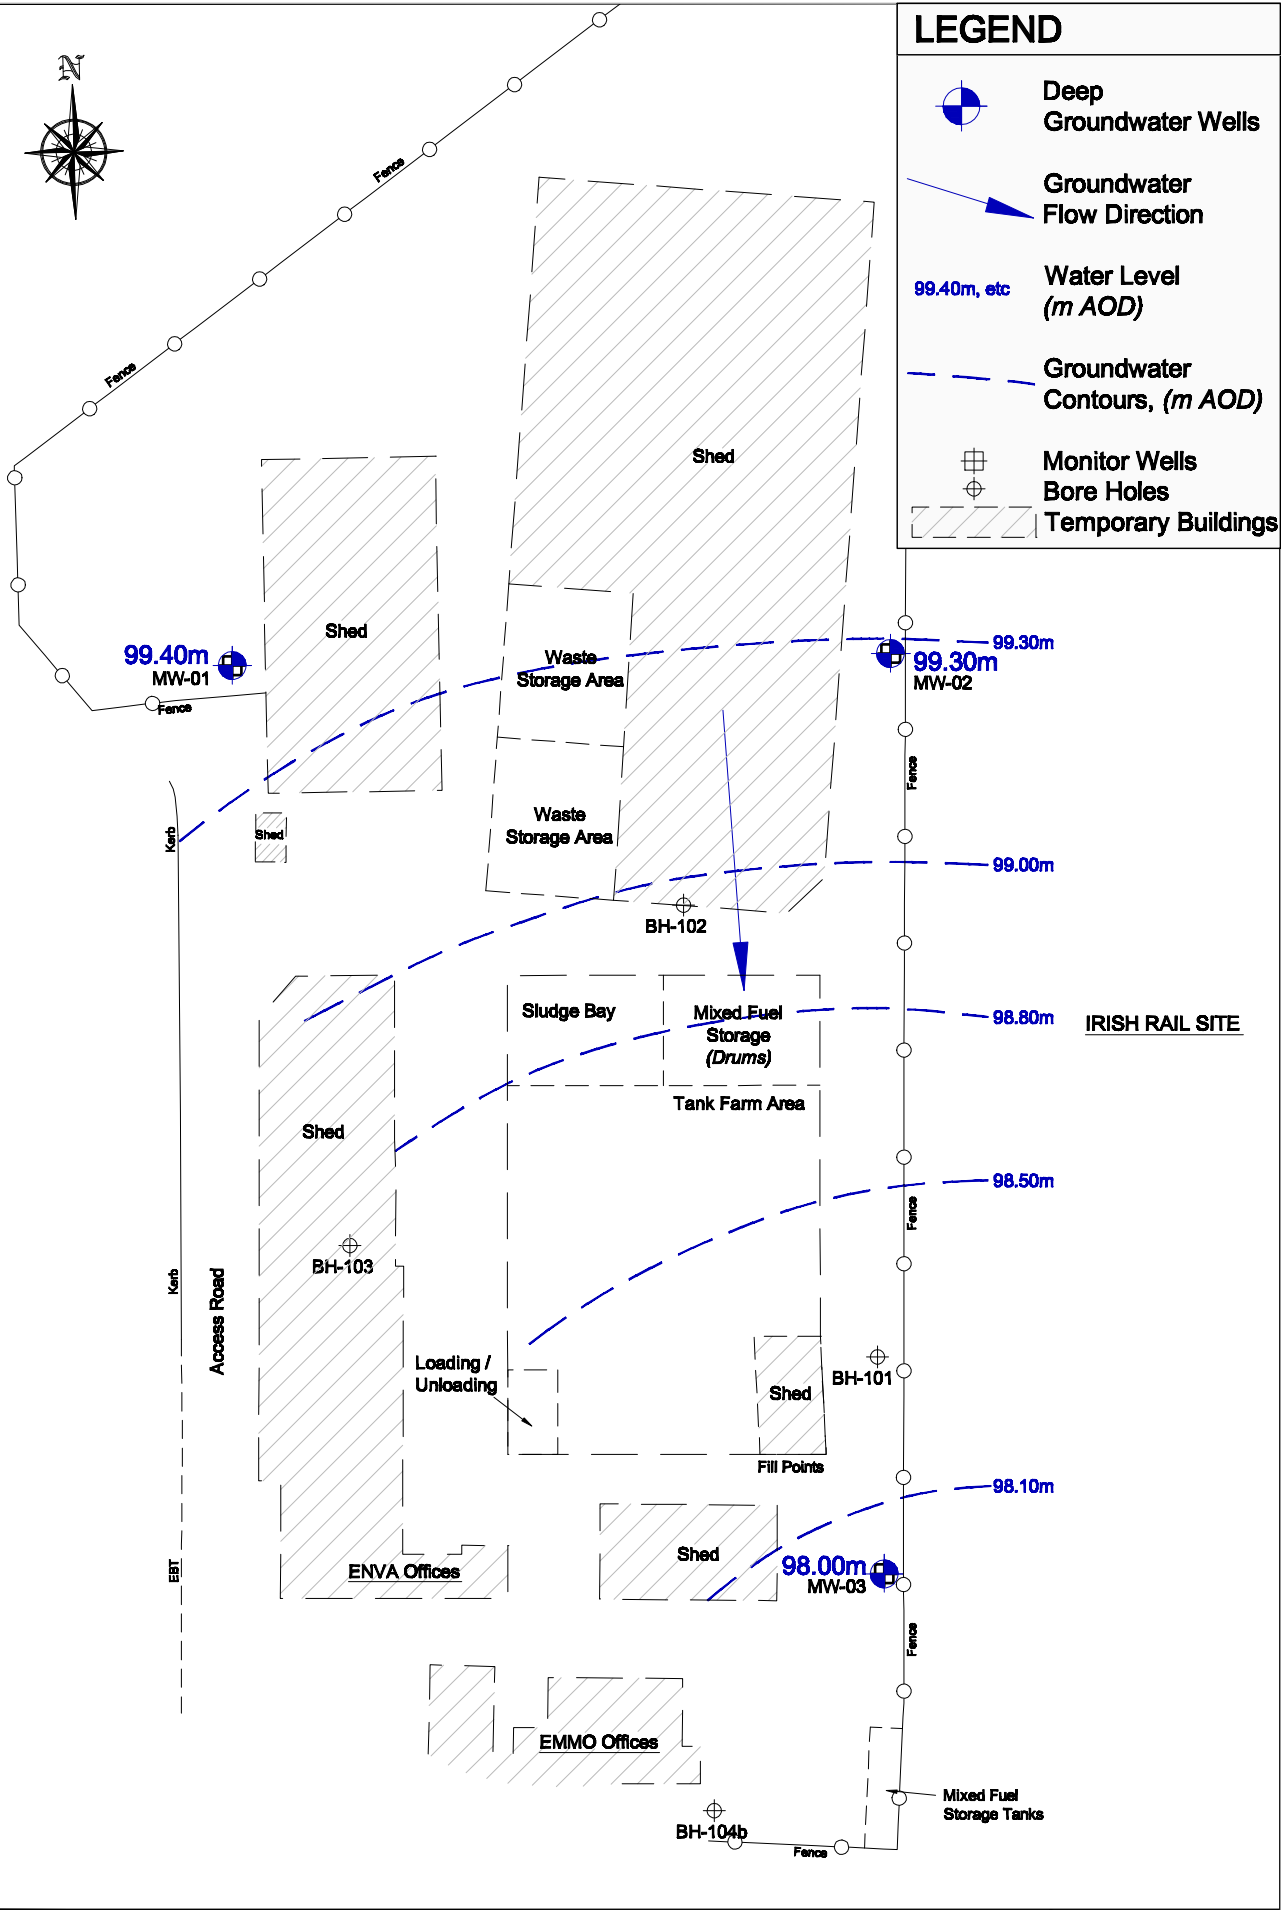 LEGEND
N
Deep
Groundwater Wells
Groundwater
Flow Direction
99.40m, etc
Water Level
(m AOD)
Groundwater
Contours, (m AOD)
Monitor Wells
Bore Holes
Temporary Buildings
Fence
Fence
Shed
Shed
99.40m
MW-01
Fence
Waste
Storage Area
99.30m
99.30m
MW-02
Fence
Waste
Storage Area
Kerb
Shed
99.00m
BH-102
Sludge Bay
Mixed Fuel
Storage
(Drums)
98.80m
IRISH RAIL SITE
Tank Farm Area
Shed
98.50m
Fence
BH-103
Kerb
Access Road
Loading /
Unloading
BH-101
Shed
Fill Points
98.10m
Shed
98.00m
MW-03
ENVA Offices
EBT
Fence
EMMO Offices
Mixed Fuel
Storage Tanks
BH-104b
Fence